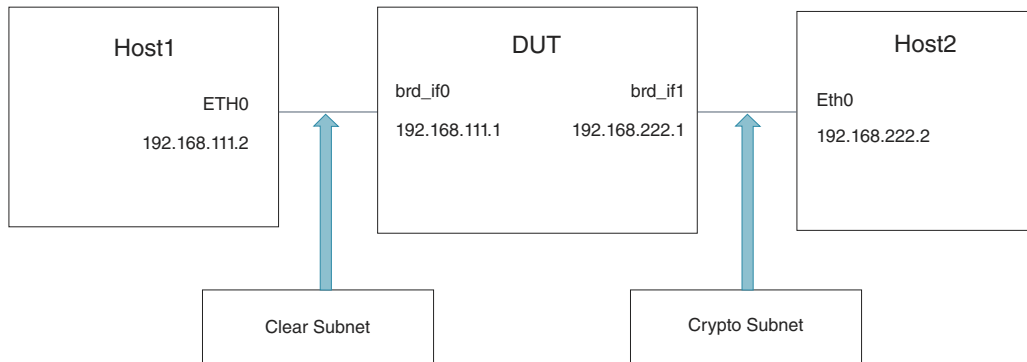 Host1
DUT
Host2
ETH0
brd_if0
brd_if1
Eth0
192.168.111.2
192.168.111.1
192.168.222.1
192.168.222.2
Clear Subnet
Crypto Subnet